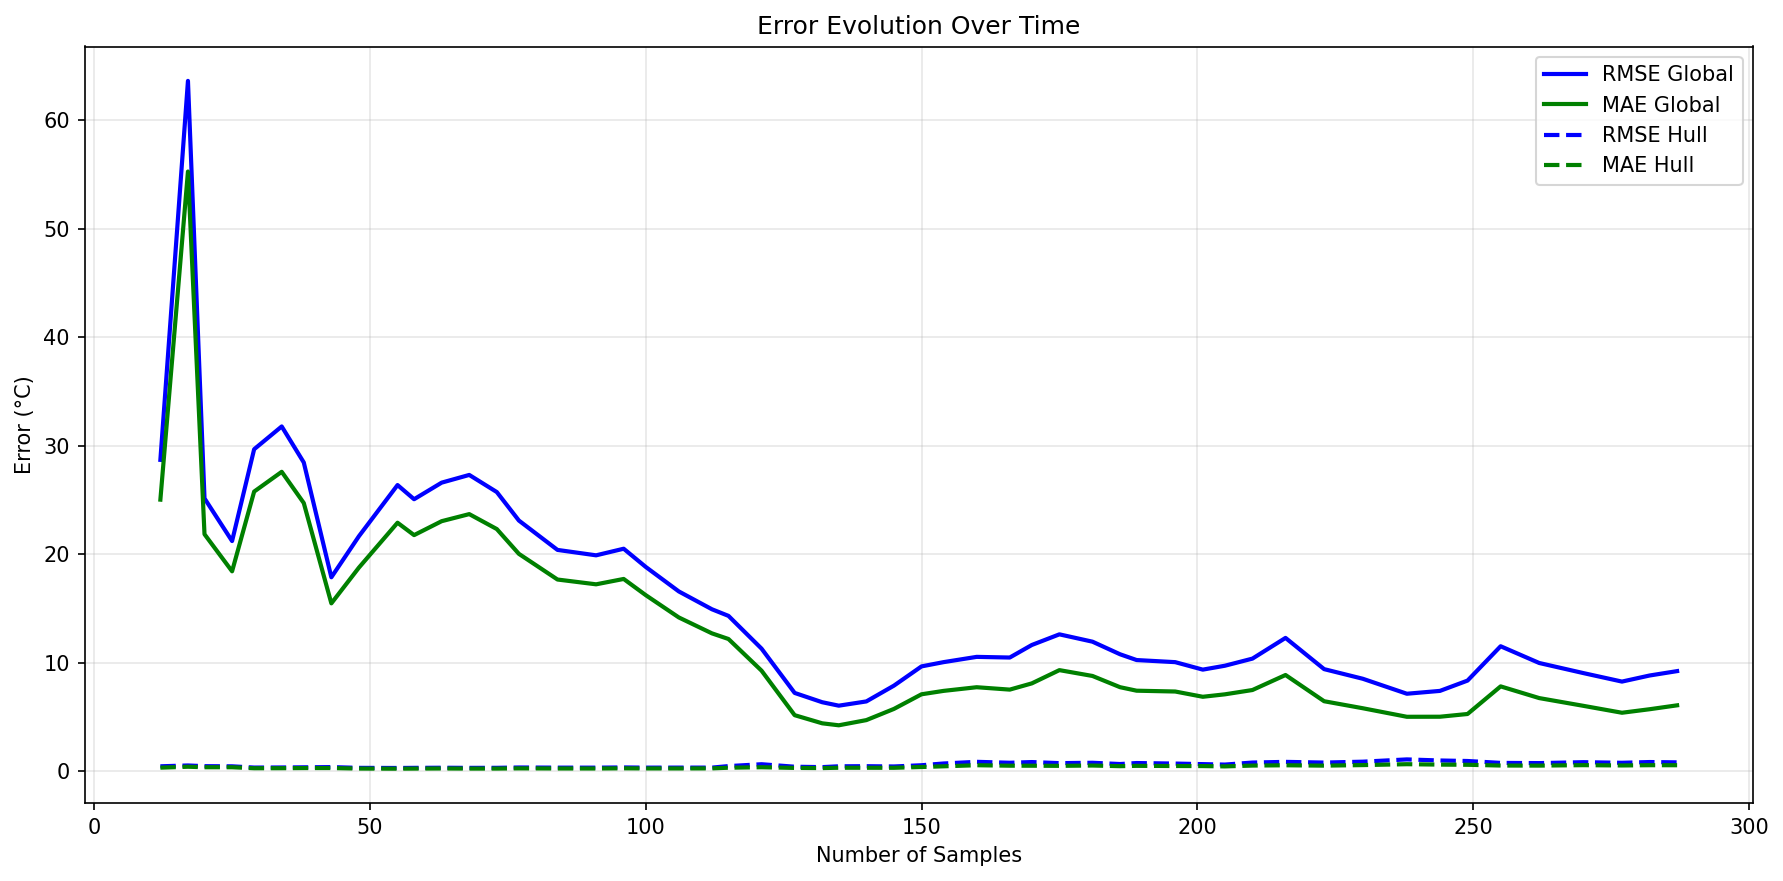 Error Evolution Over Time
RMSE Global
MAE Global
RMSE Hull
MAE Hull
Error (°C)
60
50
40
30
20
10
0
0 50 100 150 200 250 300
Number of Samples